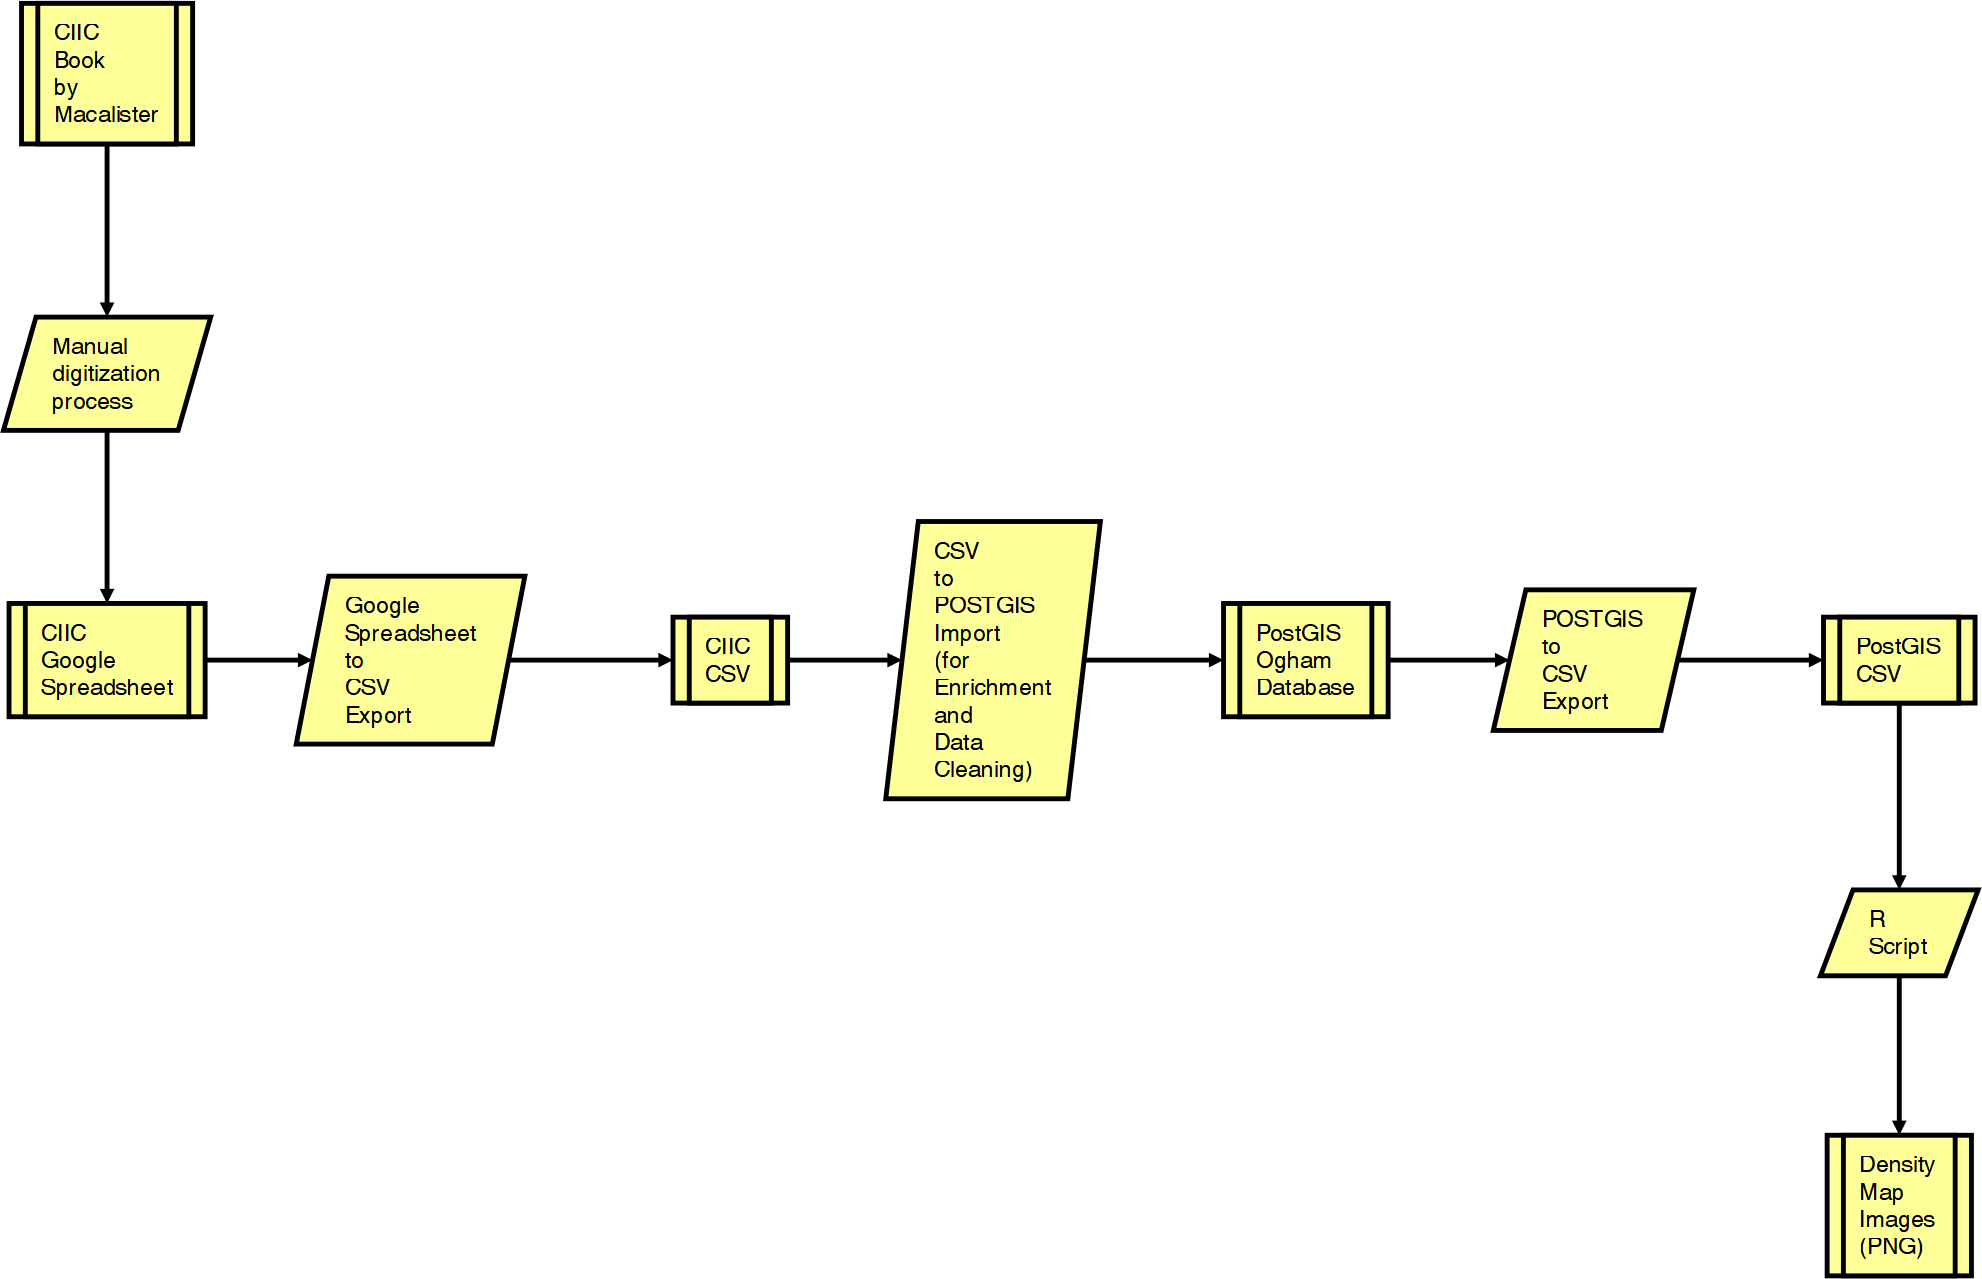 CIIC
Book
by
Macalister
Manual
digitization
process
CIIC
Google
Spreadsheet
Google
Spreadsheet
to
CSV
Export
CIIC
CSV
CSV
to
POSTGIS
Import
(for
Enrichment
and
Data
Cleaning)
PostGIS
Ogham
Database
POSTGIS
to
CSV
Export
PostGIS
CSV
R
Script
Density
Map
Images
(PNG)